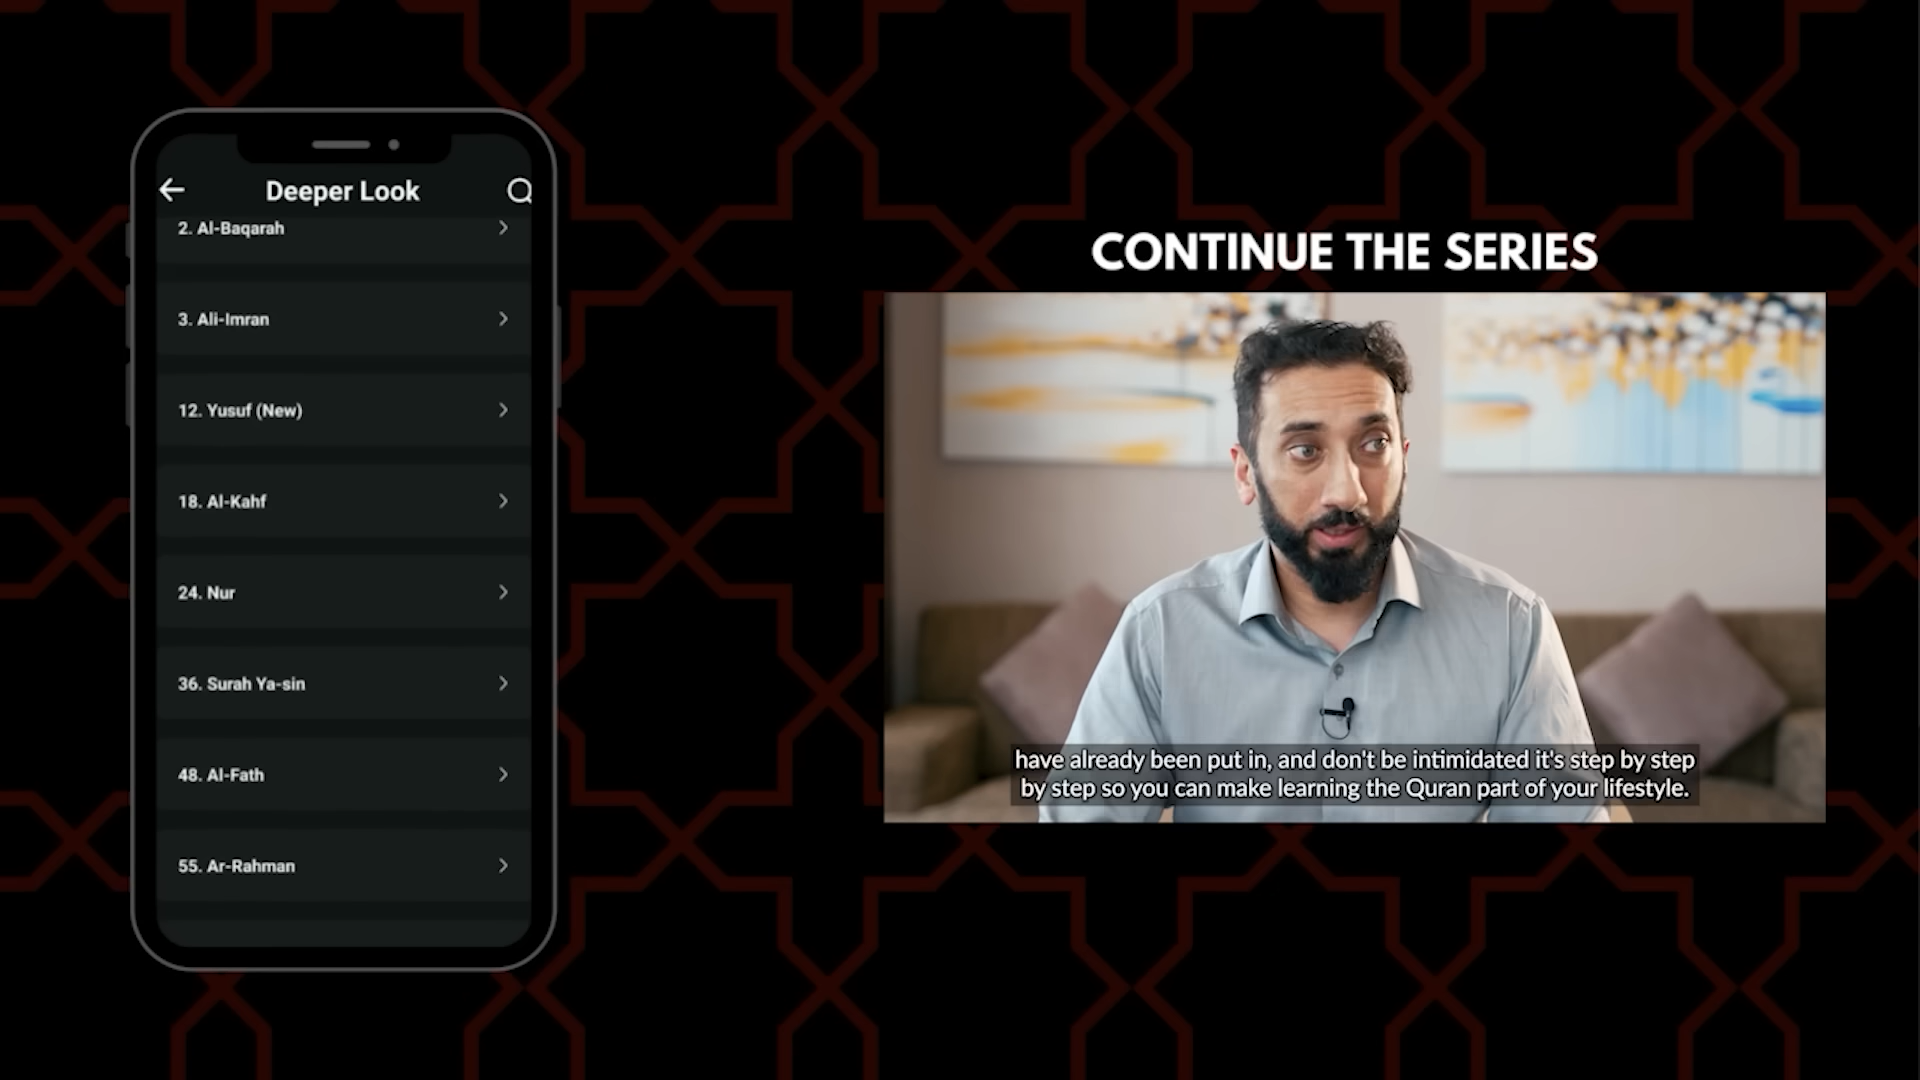 Deeper Look
2. Al-Baqarah
3. Ali-Imran
12. Yusuf (New)
18. Al-Kahf
24. Nur
36. Surah Ya-sin
48. Al-Fath
55. Ar-Rahman
CONTINUE THE SERIES
have already been put in, and don't be intimidated it's step by step
by step so you can make learning the Quran part of your lifestyle.